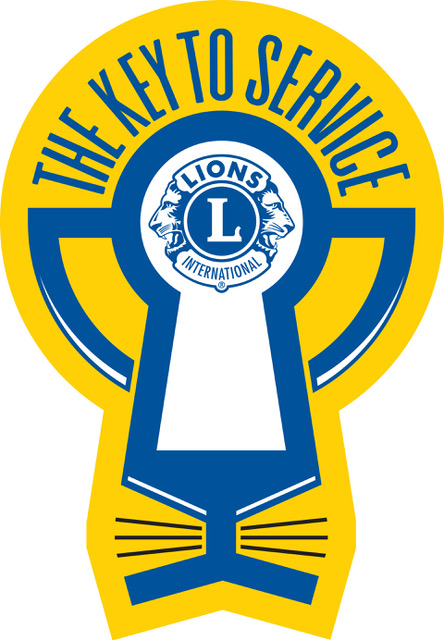 THE KEY TO SERVICE
LIONS
L
INTERNATIONAL
®